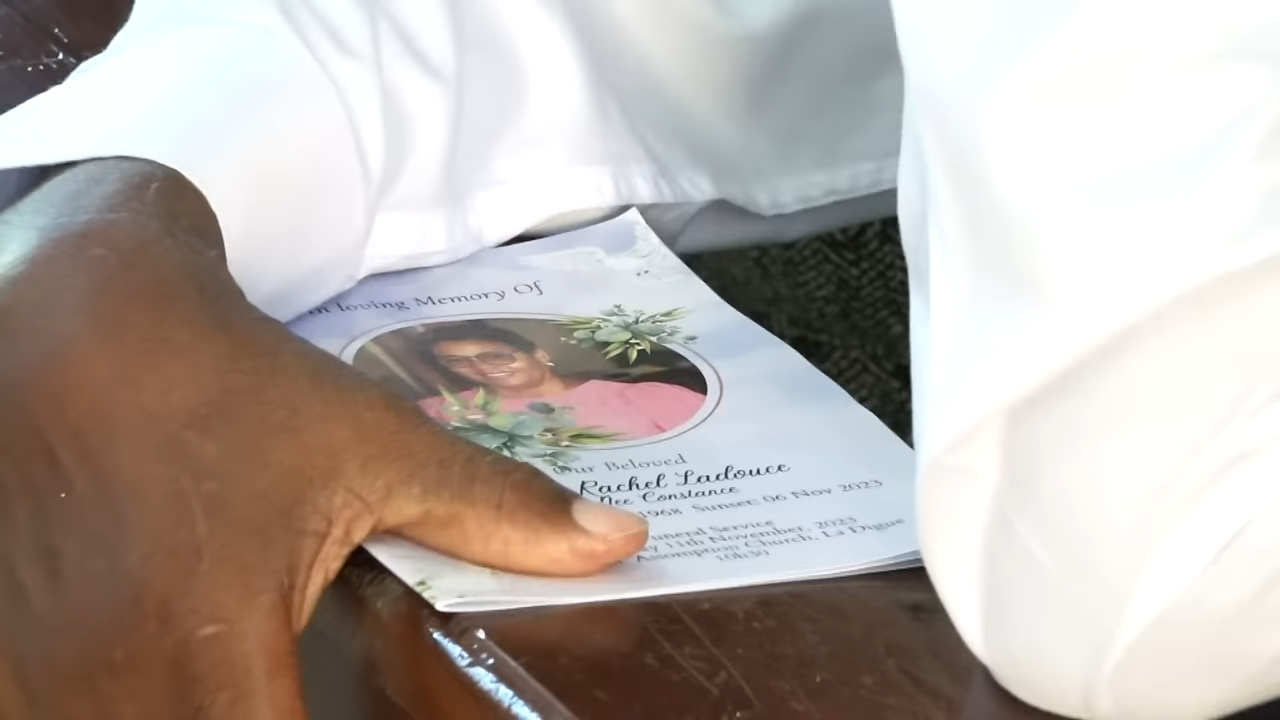 In loving Memory Of
Our Beloved
Rachel Ladouce
Nee Constance
1968 Sunset: 06 Nov 2023
Funeral Service
11th November, 2023
Assomption Church, La Digue
10h30